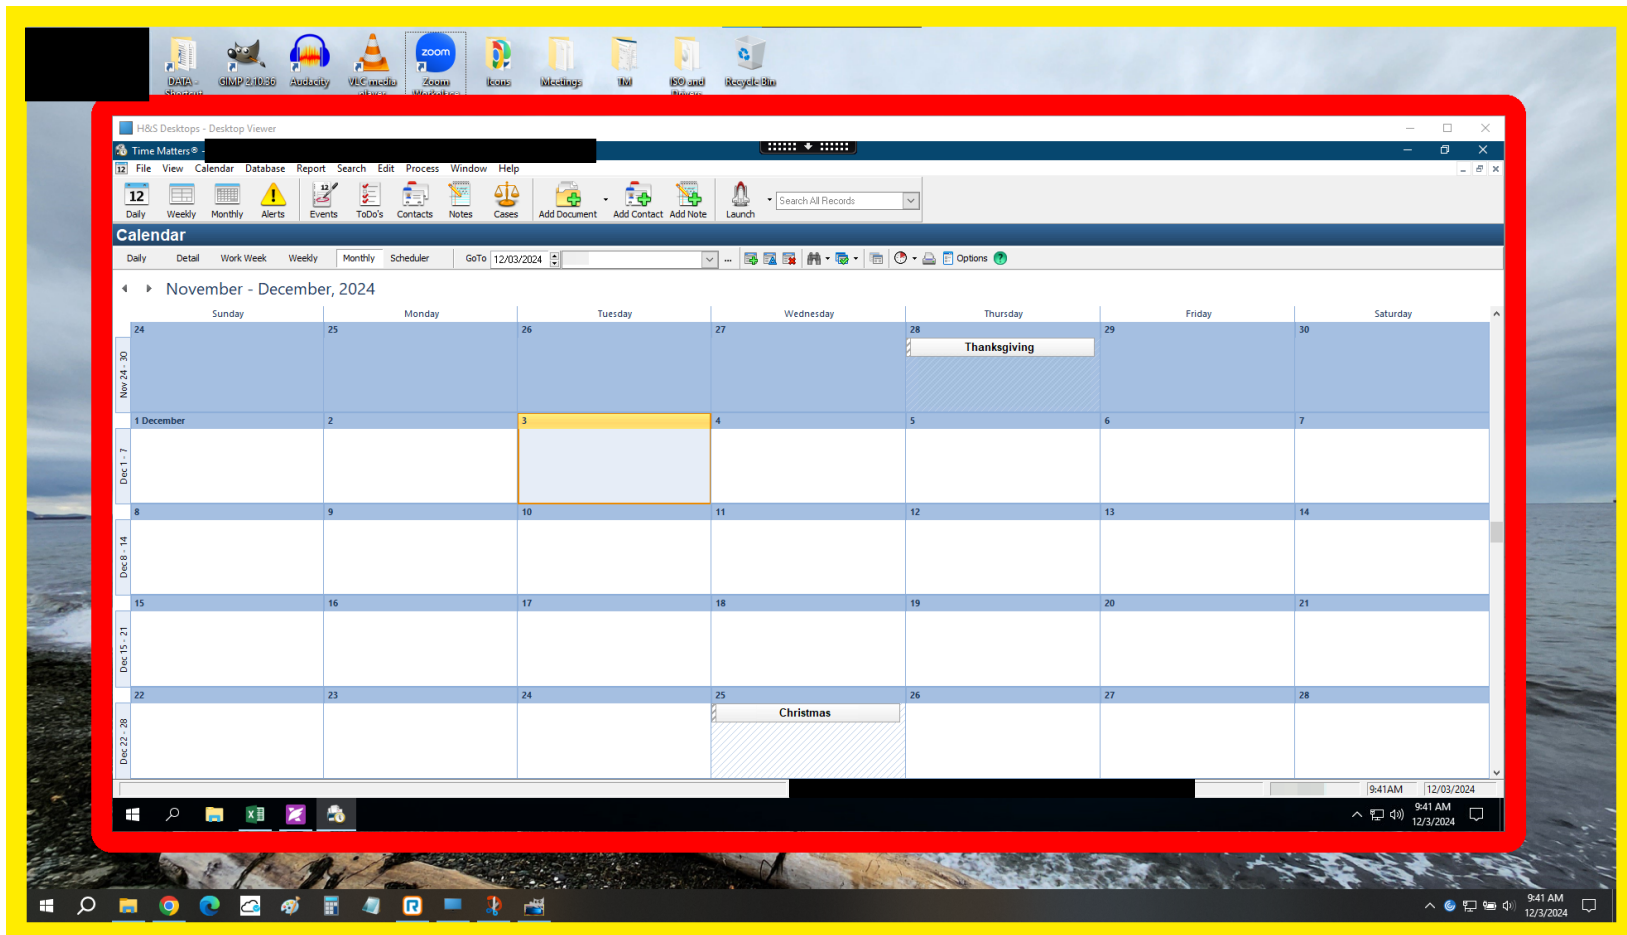 DATA - Shortcut
GIMP 2.10.36
Audacity
VLC media player
zoom
Zoom Workplace
Icons
Meetings
TM
ISO and Drivers
Recycle Bin
H&S Desktops - Desktop Viewer
Time Matters® -
12 File View Calendar Database Report Search Edit Process Window Help
12 12 Search All Records
Daily Weekly Monthly Alerts Events ToDo's Contacts Notes Cases Add Document Add Contact Add Note Launch
Calendar
Daily Detail Work Week Weekly Monthly Scheduler GoTo 12/03/2024 ... Options ?
November - December, 2024
Sunday Monday Tuesday Wednesday Thursday Friday Saturday
Nov 24 - 30
24 25 26 27 28 29 30
Thanksgiving
Dec 1 - 7
1 December 2 3 4 5 6 7
Dec 8 - 14
8 9 10 11 12 13 14
Dec 15 - 21
15 16 17 18 19 20 21
Dec 22 - 28
22 23 24 25 26 27 28
Christmas
9:41AM 12/03/2024
9:41 AM
12/3/2024
9:41 AM
12/3/2024